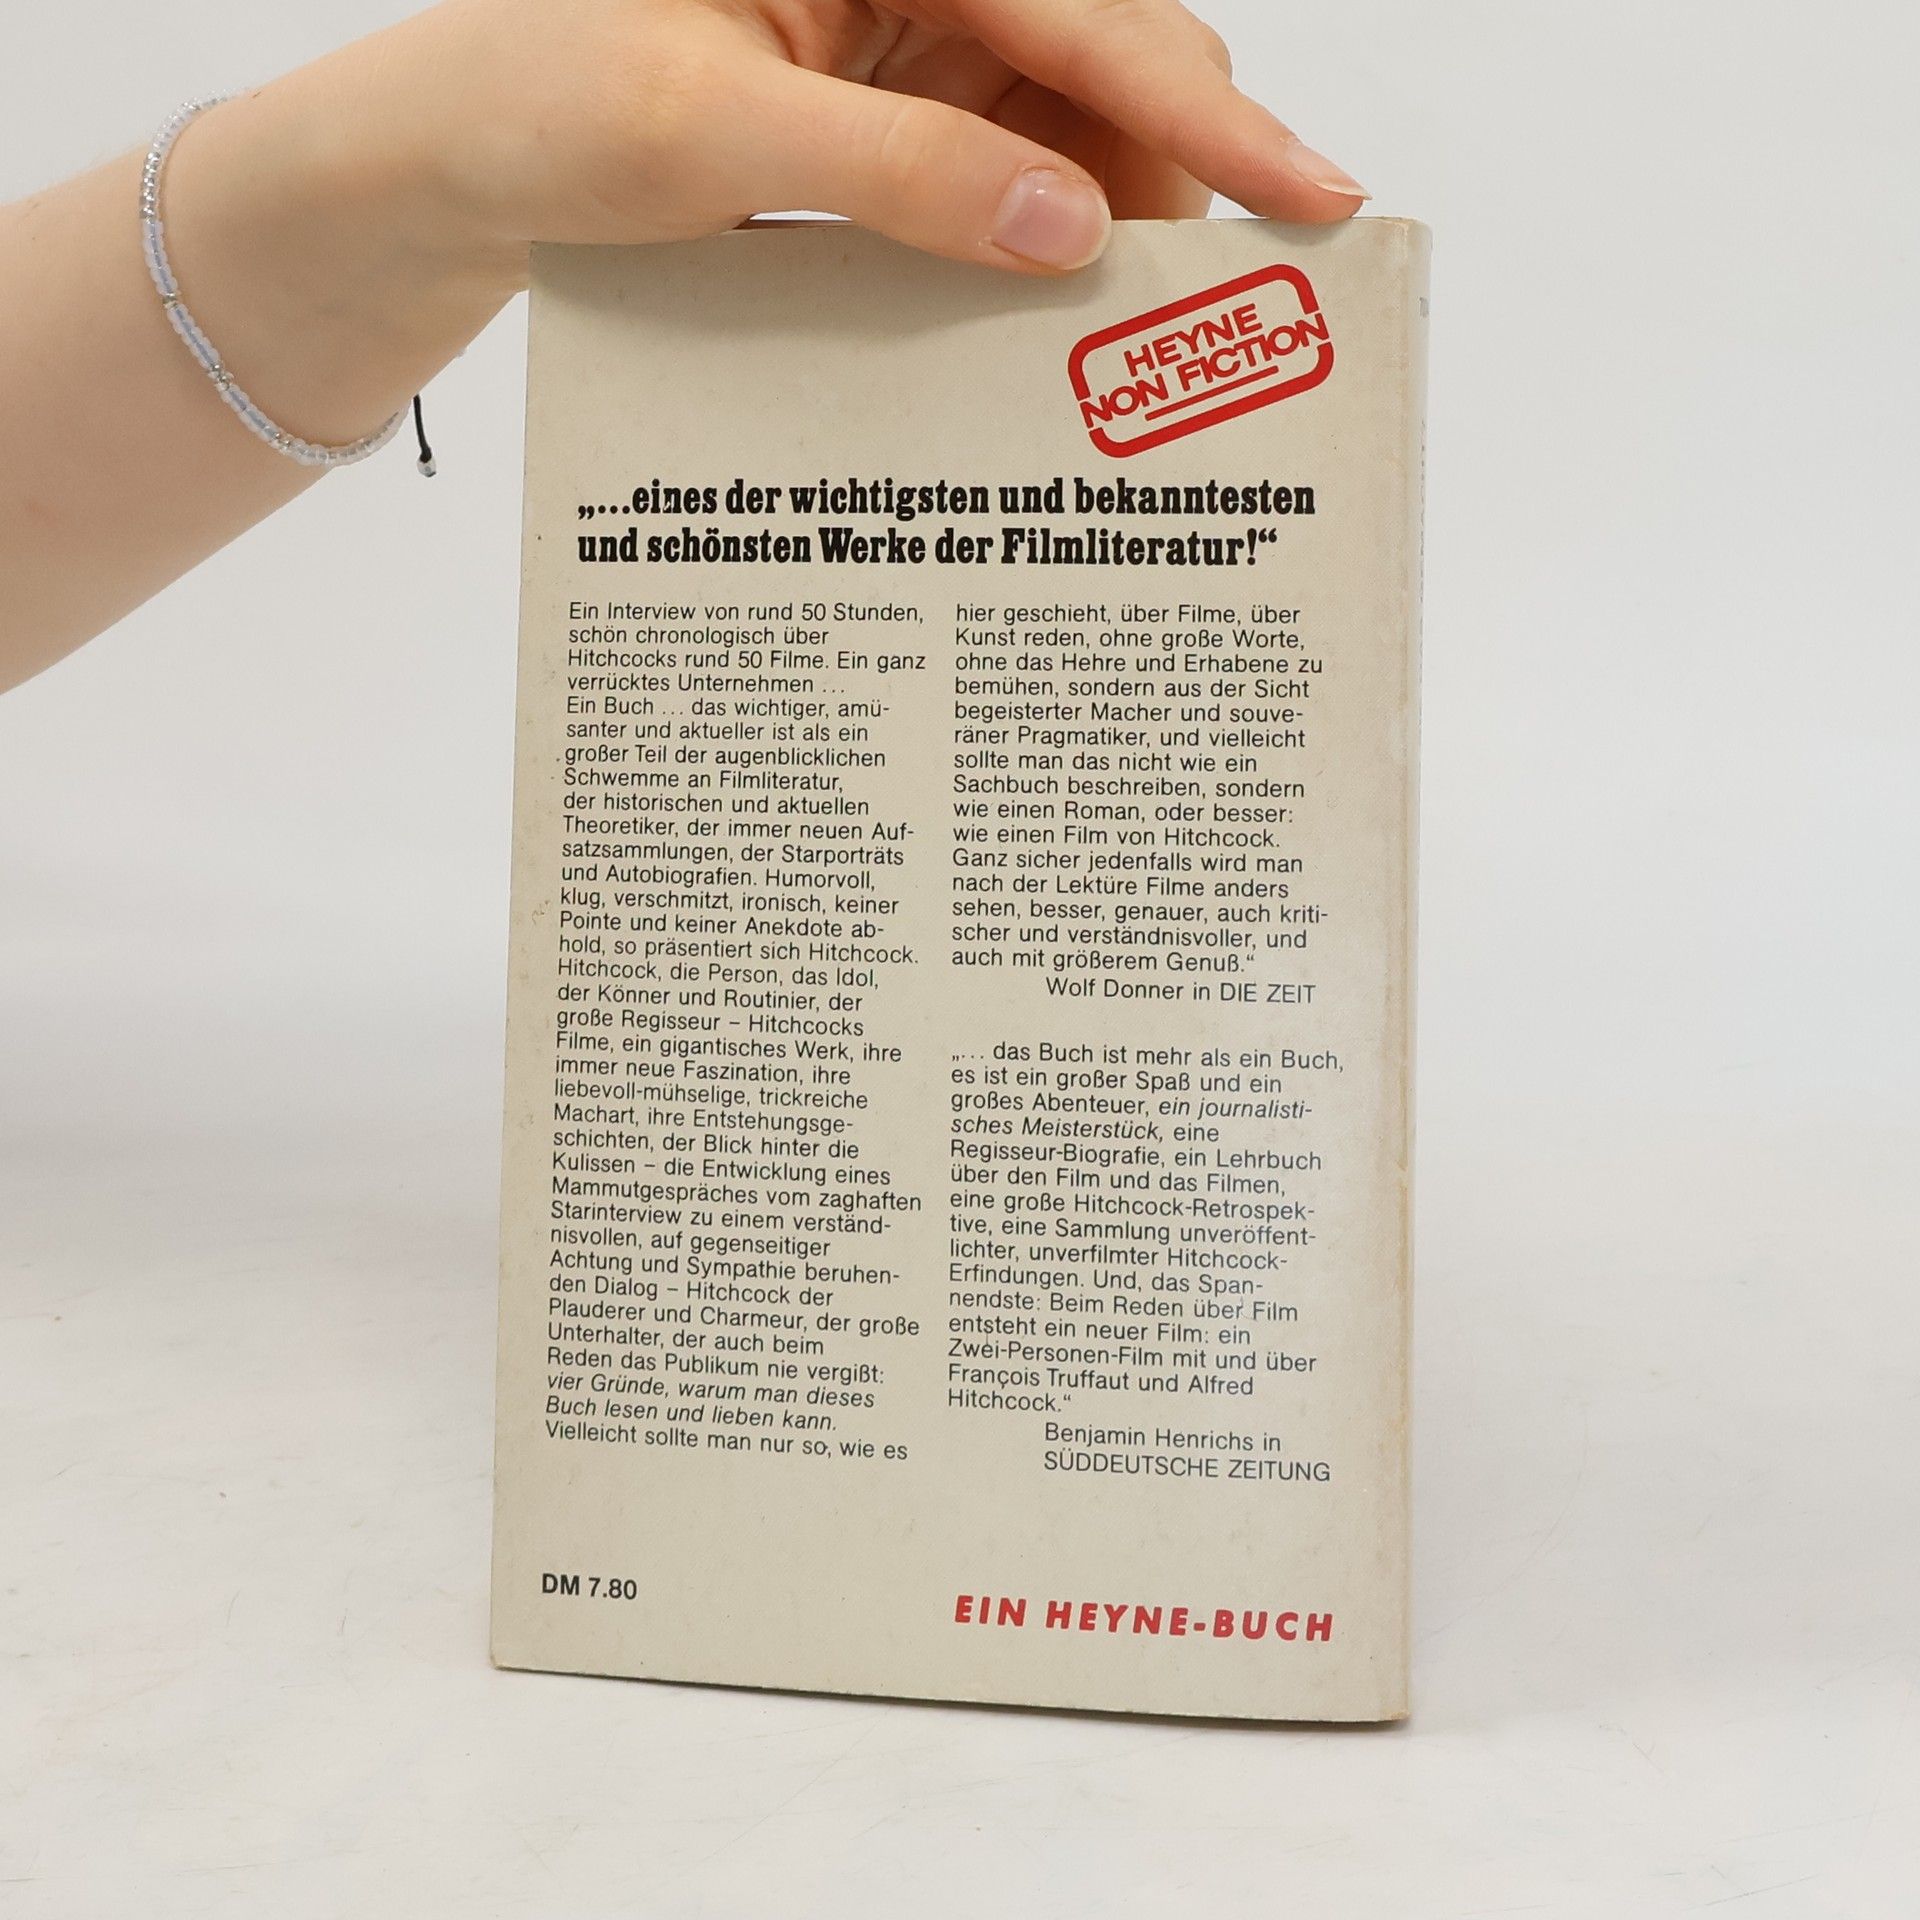 HEYNE
NON FICTION
„...eines der wichtigsten und bekanntesten
und schönsten Werke der Filmliteratur!“
Ein Interview von rund 50 Stunden,
schön chronologisch über
Hitchcocks rund 50 Filme. Ein ganz
verrücktes Unternehmen ...
Ein Buch ... das wichtiger, amü-
santer und aktueller ist als ein
großer Teil der augenblicklichen
Schwemme an Filmliteratur,
der historischen und aktuellen
Theoretiker, der immer neuen Auf-
satzsammlungen, der Starporträts
und Autobiografien. Humorvoll,
klug, verschmitzt, ironisch, keiner
Pointe und keiner Anekdote ab-
hold, so präsentiert sich Hitchcock.
Hitchcock, die Person, das Idol,
der Könner und Routinier, der
große Regisseur – Hitchcocks
Filme, ein gigantisches Werk, ihre
immer neue Faszination, ihre
liebevoll-mühselige, trickreiche
Machart, ihre Entstehungsge-
schichten, der Blick hinter die
Kulissen – die Entwicklung eines
Mammutgespräches vom zaghaften
Starinterview zu einem verständ-
nisvollen, auf gegenseitiger
Achtung und Sympathie beruhen-
den Dialog – Hitchcock der
Plauderer und Charmeur, der große
Unterhalter, der auch beim
Reden das Publikum nie vergißt:
vier Gründe, warum man dieses
Buch lesen und lieben kann.
Vielleicht sollte man nur so, wie es
hier geschieht, über Filme, über
Kunst reden, ohne große Worte,
ohne das Hehre und Erhabene zu
bemühen, sondern aus der Sicht
begeisterter Macher und souve-
räner Pragmatiker, und vielleicht
sollte man das nicht wie ein
Sachbuch beschreiben, sondern
wie einen Roman, oder besser:
wie einen Film von Hitchcock.
Ganz sicher jedenfalls wird man
nach der Lektüre Filme anders
sehen, besser, genauer, auch kriti-
scher und verständnisvoller, und
auch mit größerem Genuß.“
Wolf Donner in DIE ZEIT
„... das Buch ist mehr als ein Buch,
es ist ein großer Spaß und ein
großes Abenteuer, ein journalisti-
sches Meisterstück, eine
Regisseur-Biografie, ein Lehrbuch
über den Film und das Filmen,
eine große Hitchcock-Retrospek-
tive, eine Sammlung unveröffent-
lichter, unverfilmter Hitchcock-
Erfindungen. Und, das Span-
nendste: Beim Reden über Film
entsteht ein neuer Film: ein
Zwei-Personen-Film mit und über
François Truffaut und Alfred
Hitchcock.“
Benjamin Henrichs in
SÜDDEUTSCHE ZEITUNG
DM 7.80
EIN HEYNE-BUCH